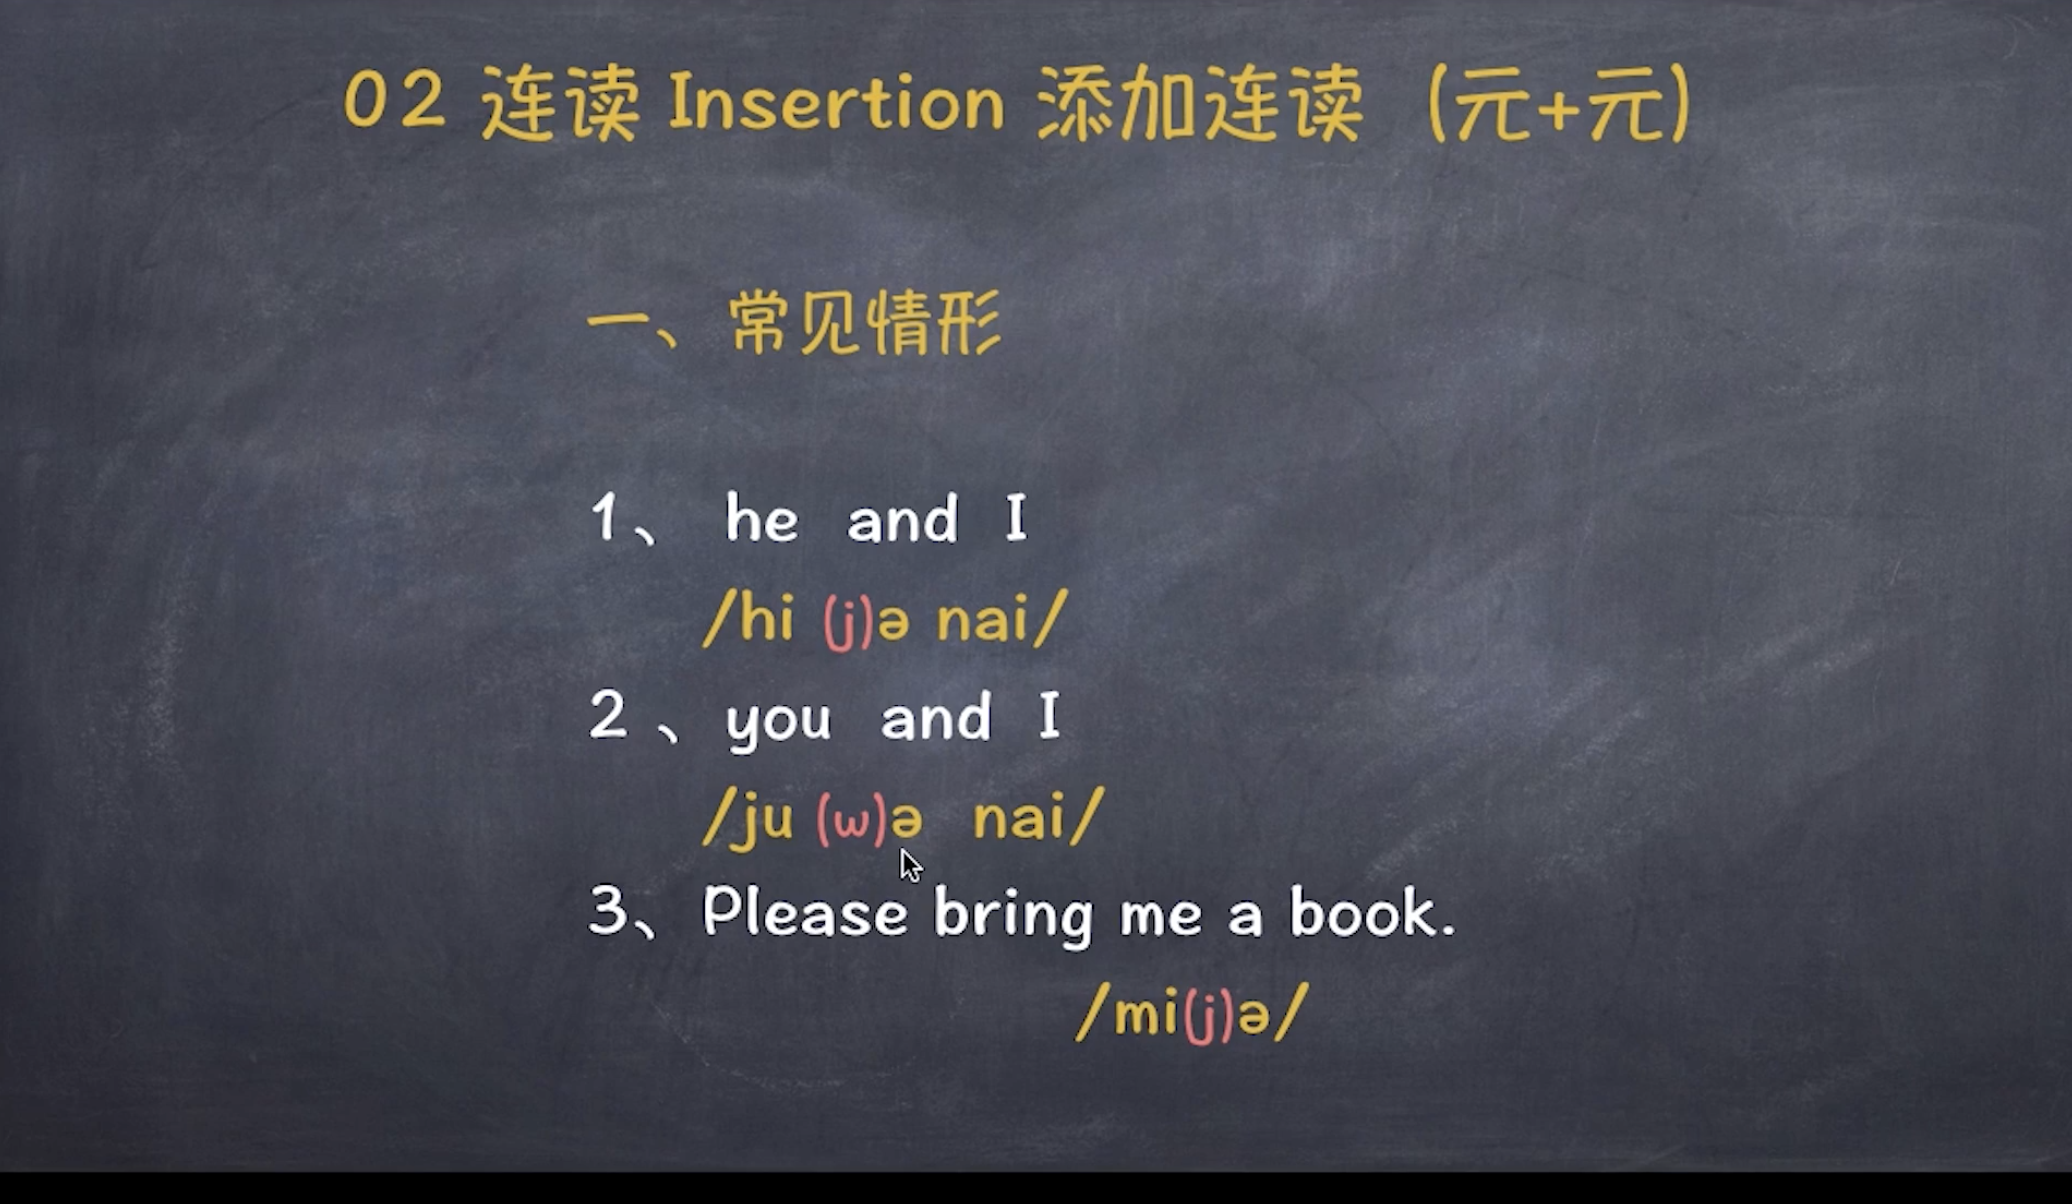 02 连读 Insertion 添加连读（元+元）
一、常见情形
1、 he and I
/hi (j)ə nai/
2 、you and I
/ju (w)ə nai/
3、Please bring me a book.
/mi(j)ə/